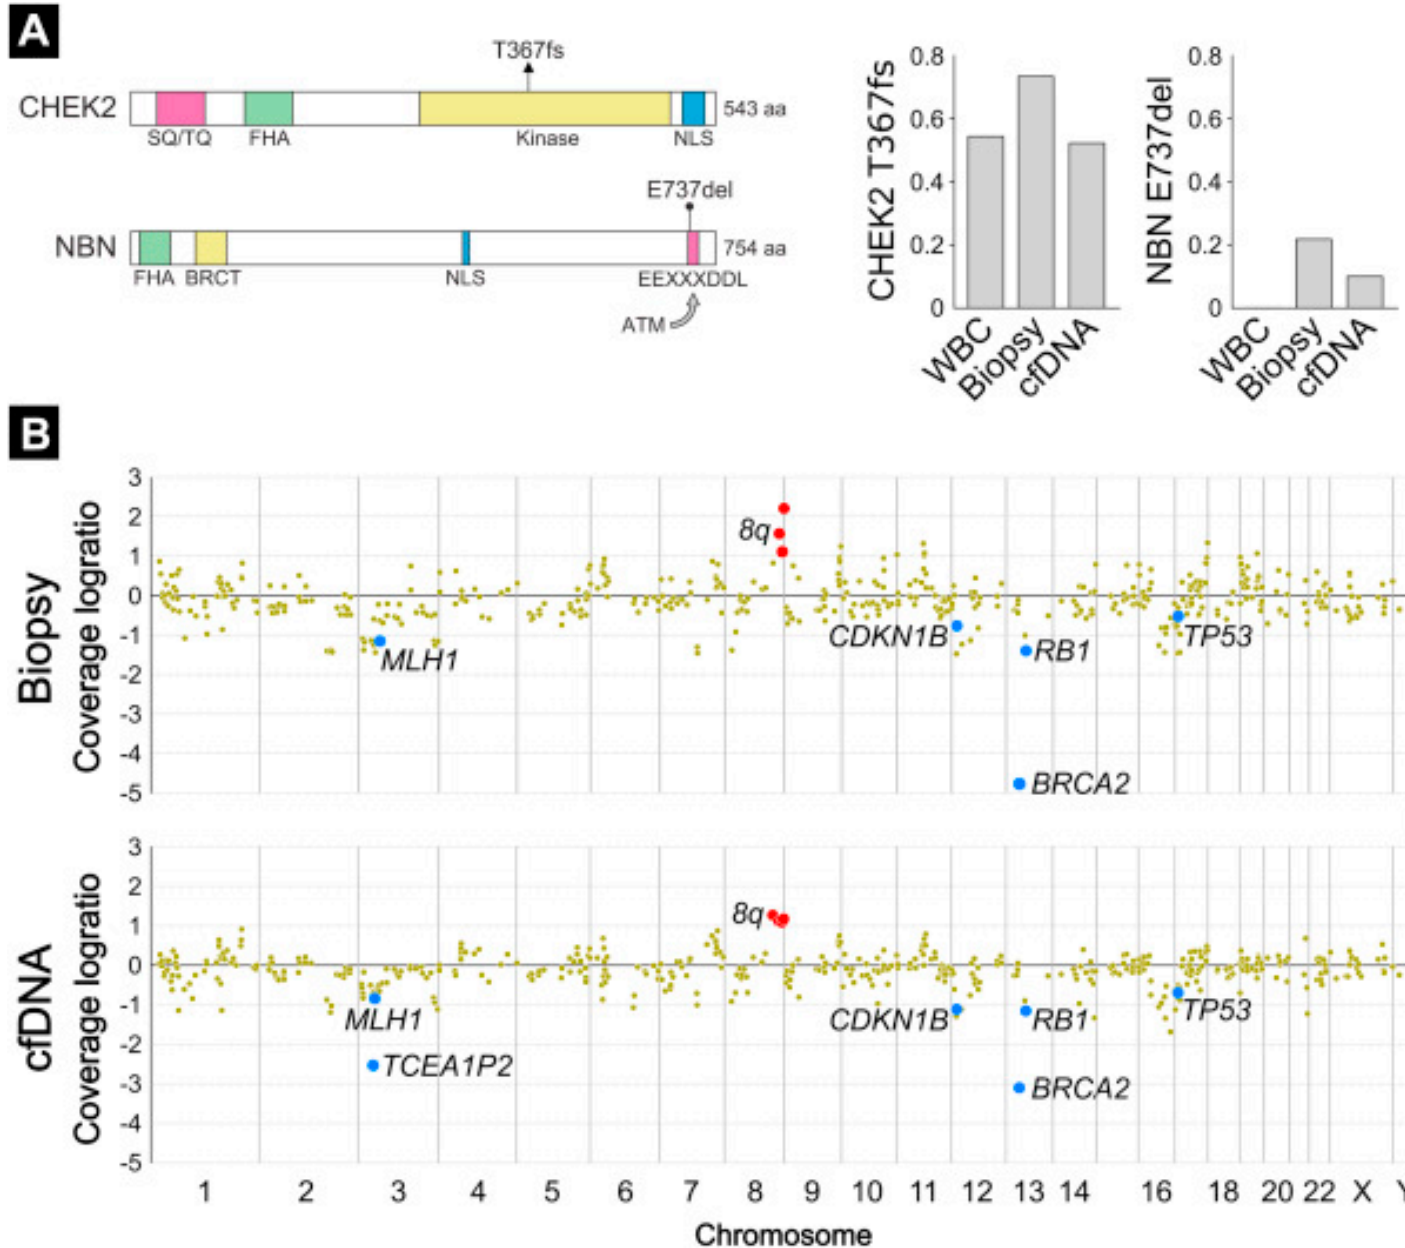 A
T367fs
CHEK2
543 aa
SQ/TQ FHA Kinase NLS
E737del
NBN
754 aa
FHA BRCT NLS EEXXXDDL
ATM
CHEK2 T367fs
0.8
0.6
0.4
0.2
0
WBC
Biopsy
cfDNA
NBN E737del
0.8
0.6
0.4
0.2
0
WBC
Biopsy
cfDNA
B
Biopsy
Coverage logratio
3
2
1
0
-1
-2
-3
-4
-5
8q
MLH1
CDKN1B
RB1
TP53
BRCA2
cfDNA
Coverage logratio
3
2
1
0
-1
-2
-3
-4
-5
8q
MLH1
CDKN1B
RB1
TP53
TCEA1P2
BRCA2
1 2 3 4 5 6 7 8 9 10 11 12 13 14 16 18 20 22 X Y
Chromosome